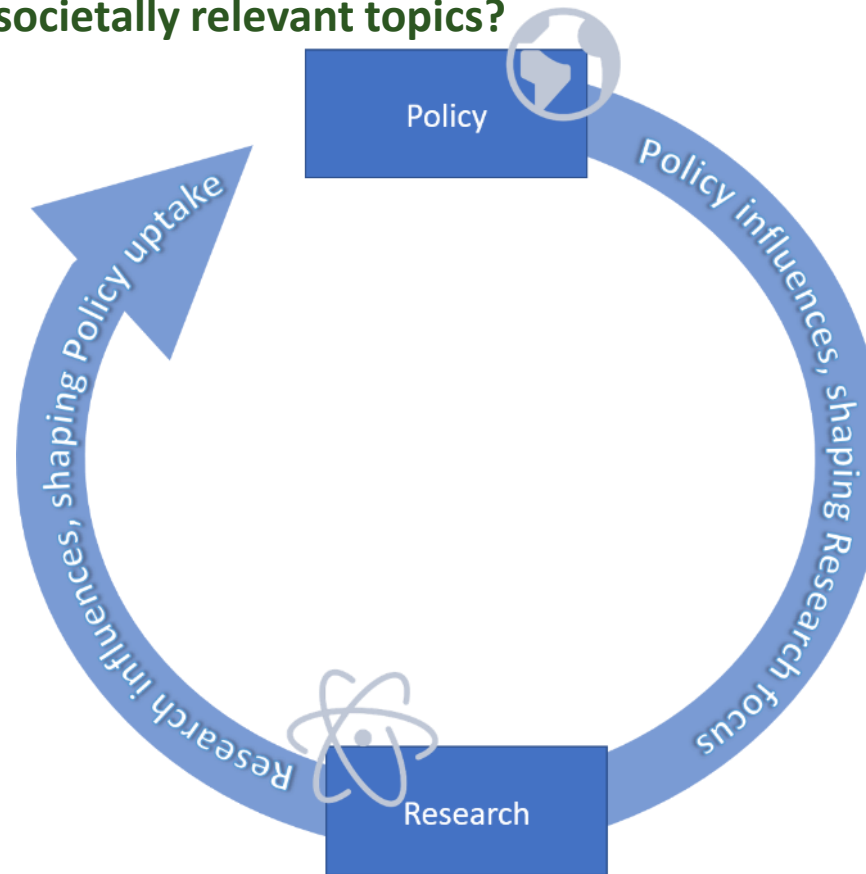 societally relevant topics?
Policy
Policy influences, shaping Research focus
Research
Research influences, shaping Policy uptake